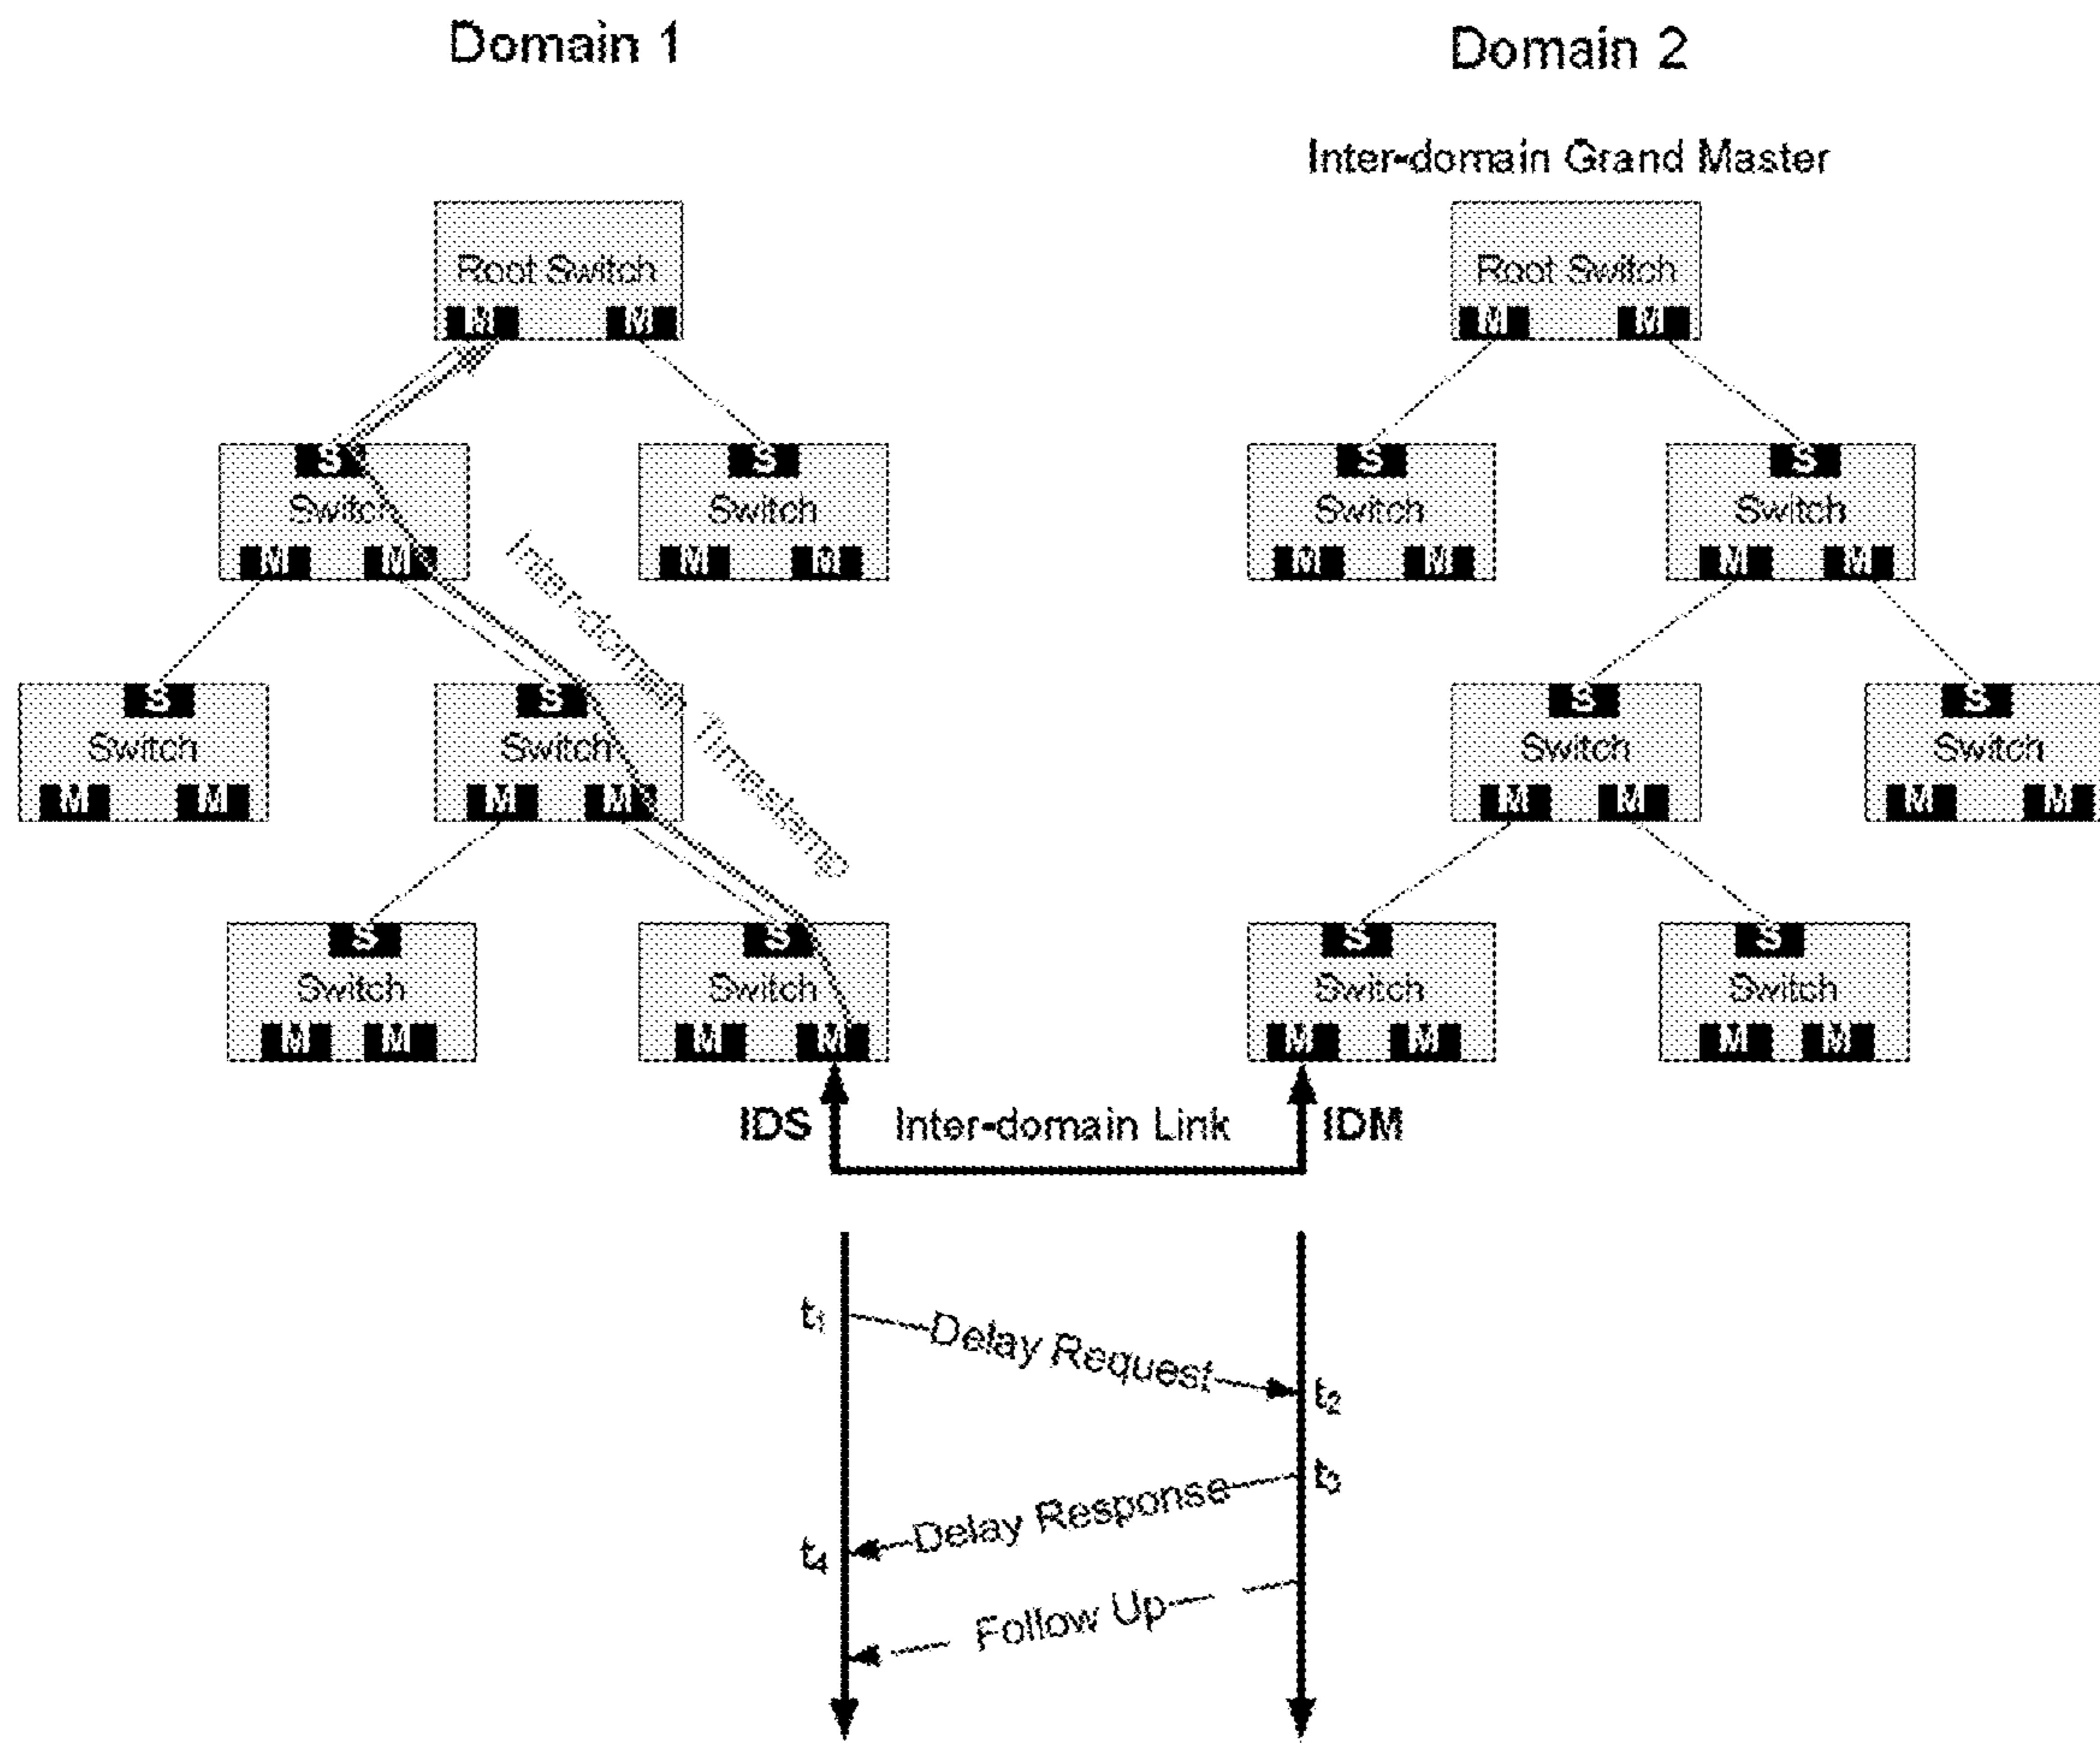 Domain 1
Domain 2
Inter-domain Grand Master
Root Switch
M M
Root Switch
M M
S
Switch
M M
S
Switch
M M
S
Switch
M M
S
Switch
M M
Inter-domain Timestamp
S
Switch
M M
S
Switch
M M
S
Switch
M M
S
Switch
M M
S
Switch
M M
S
Switch
M M
S
Switch
M M
S
Switch
M M
IDS
Inter-domain Link
IDM
t1
Delay Request
t2
t3
Delay Response
t4
Follow Up